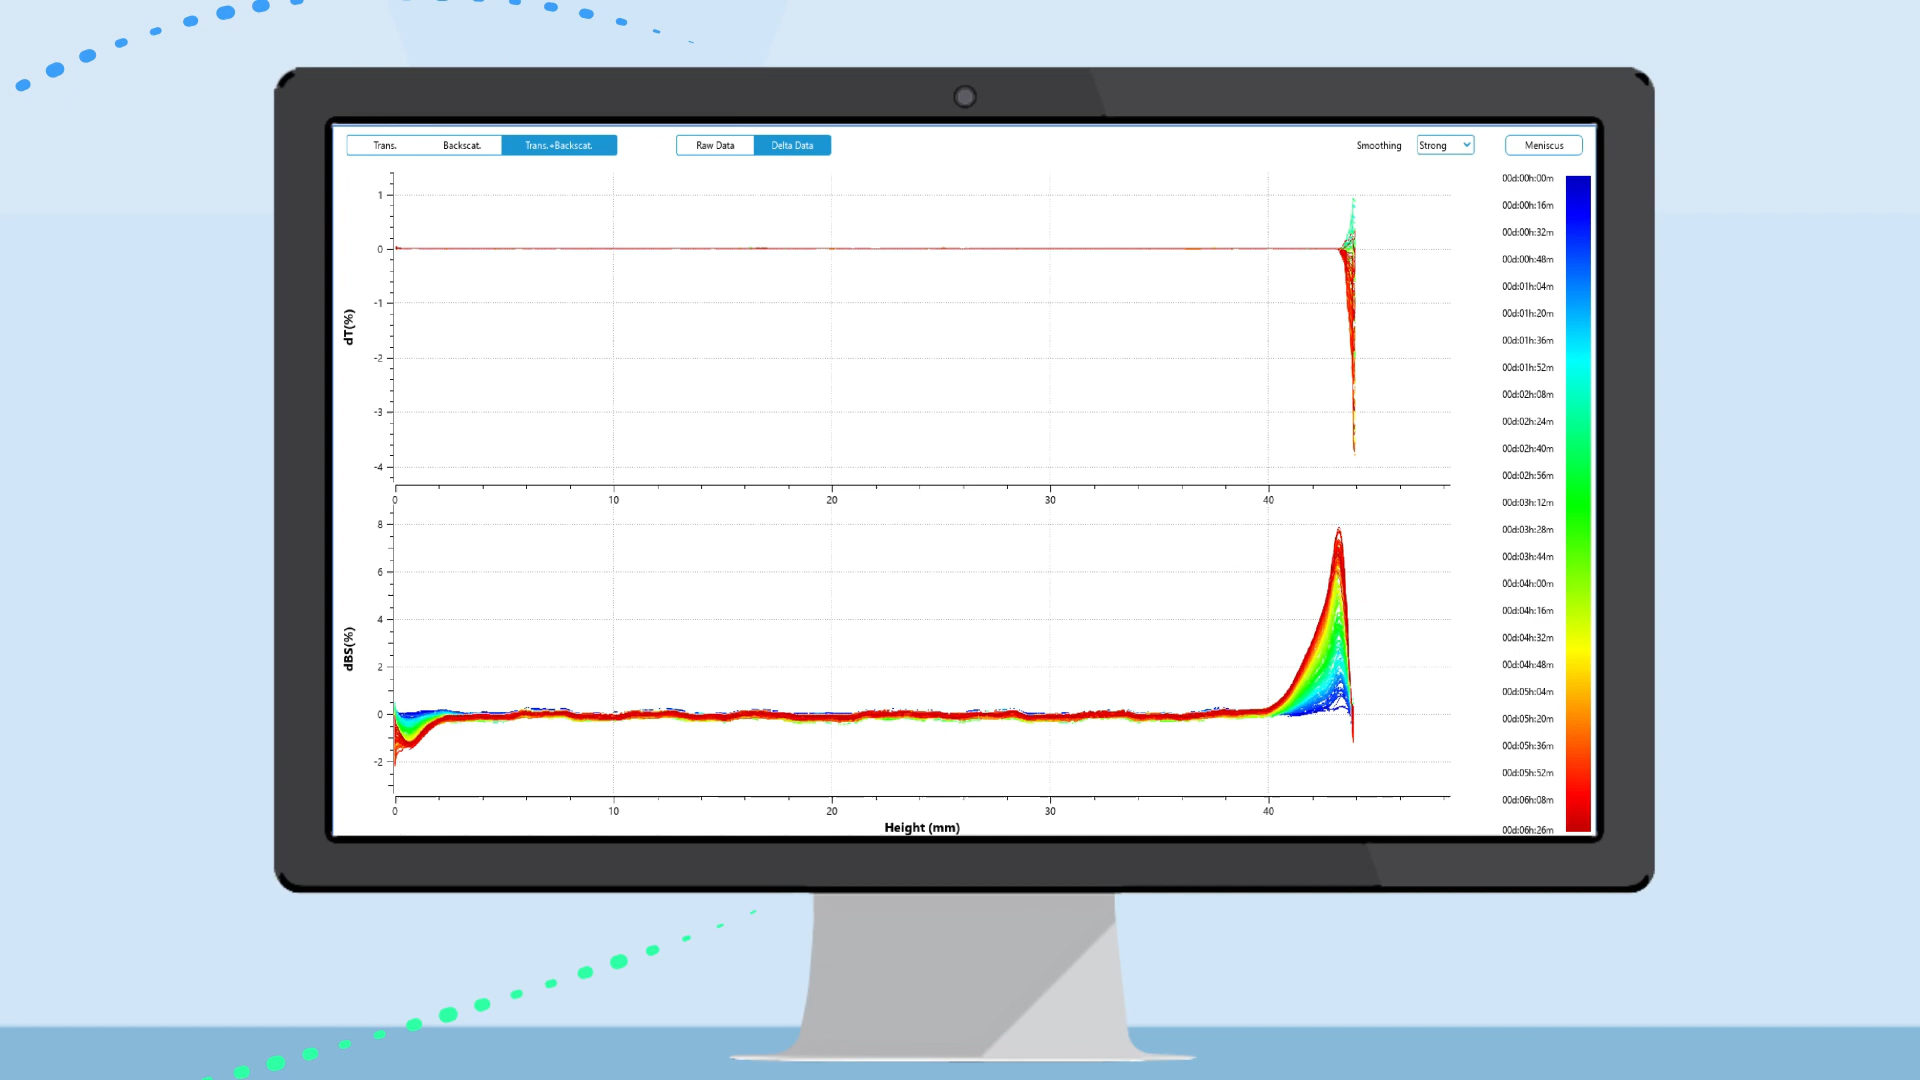 Trans. Backscat. Trans.+Backscat. Raw Data Delta Data Smoothing Strong Meniscus
dT(%)
1
0
-1
-2
-3
-4
0 10 20 30 40
dBS(%)
8
6
4
2
0
-2
0 10 20 30 40
Height (mm)
00d:00h:00m
00d:00h:16m
00d:00h:32m
00d:00h:48m
00d:01h:04m
00d:01h:20m
00d:01h:36m
00d:01h:52m
00d:02h:08m
00d:02h:24m
00d:02h:40m
00d:02h:56m
00d:03h:12m
00d:03h:28m
00d:03h:44m
00d:04h:00m
00d:04h:16m
00d:04h:32m
00d:04h:48m
00d:05h:04m
00d:05h:20m
00d:05h:36m
00d:05h:52m
00d:06h:08m
00d:06h:26m